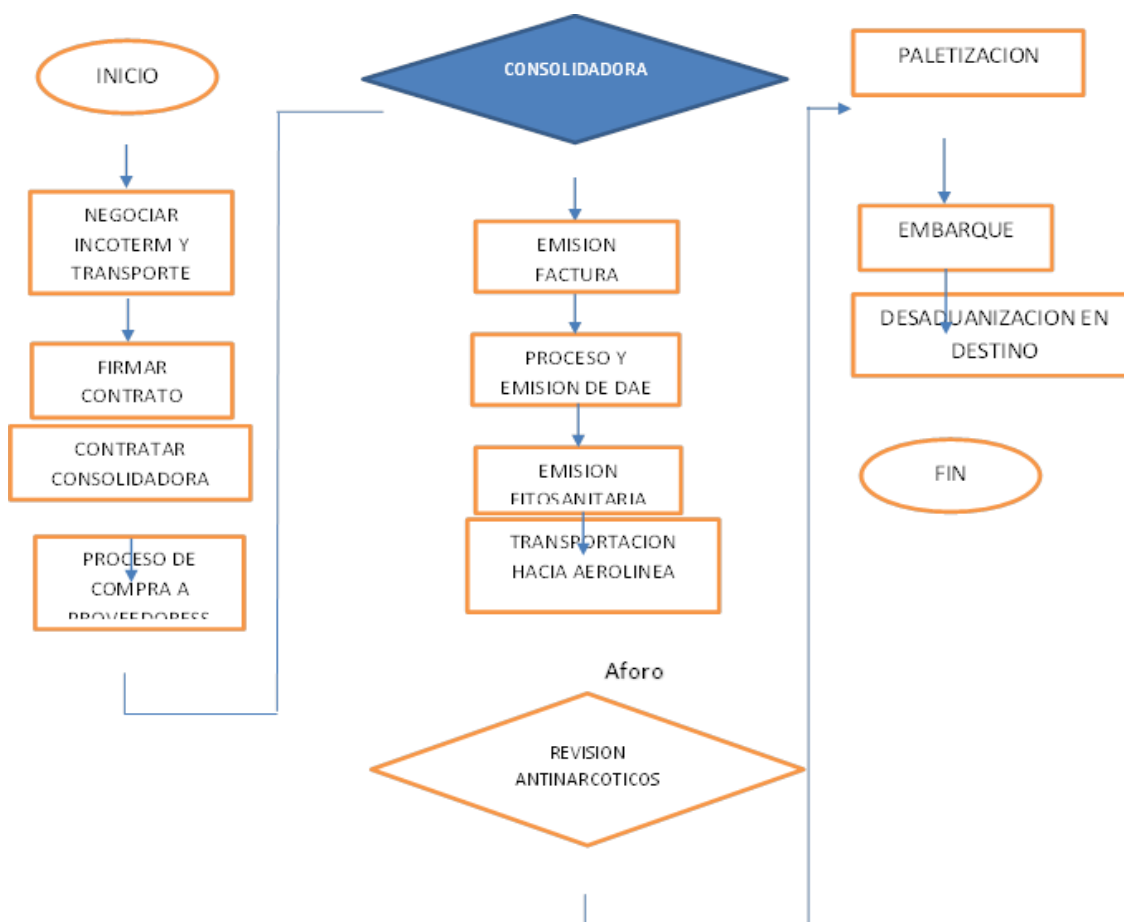 INICIO
NEGOCIAR
INCOTERM Y
TRANSPORTE
FIRMAR
CONTRATO
CONTRATAR
CONSOLIDADORA
PROCESO DE
COMPRA A
PROVEEDORESS
CONSOLIDADORA
EMISION
FACTURA
PROCESO Y
EMISION DE DAE
EMISION
FITOSANITARIA
TRANSPORTACION
HACIA AEROLINEA
Aforo
REVISION
ANTINARCOTICOS
PALETIZACION
EMBARQUE
DESADUANIZACION EN
DESTINO
FIN